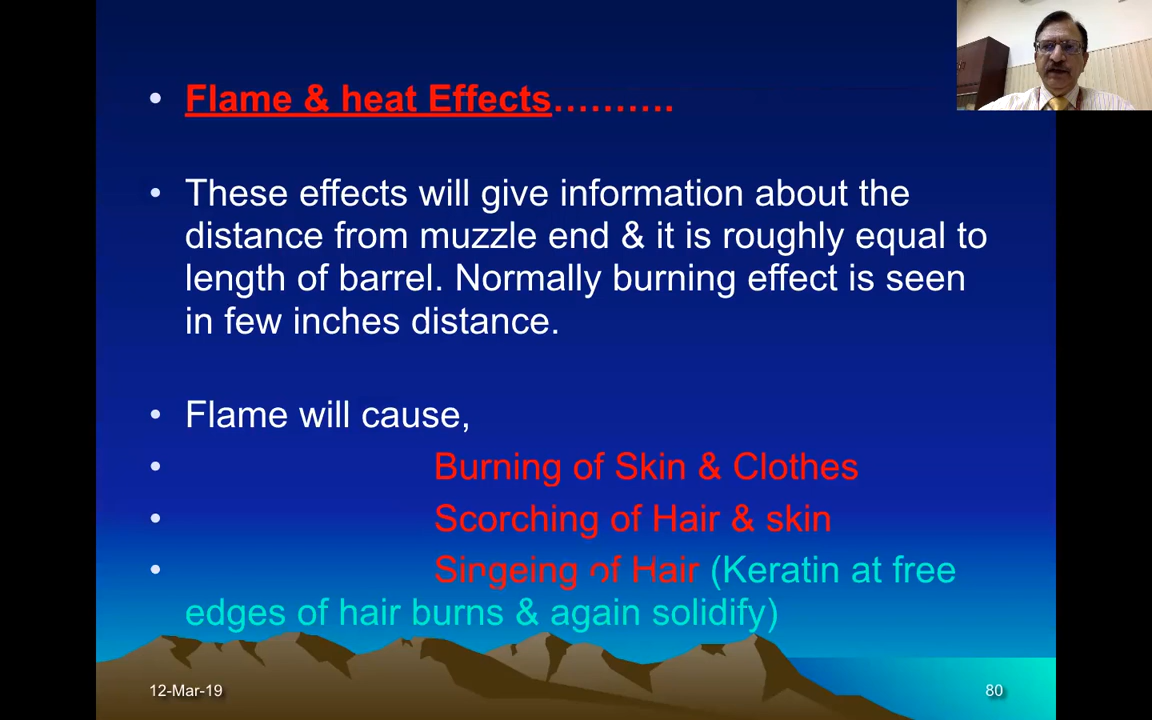 • Flame & heat Effects……….
• These effects will give information about the
distance from muzzle end & it is roughly equal to
length of barrel. Normally burning effect is seen
in few inches distance.
• Flame will cause,
• Burning of Skin & Clothes
• Scorching of Hair & skin
• Singeing of Hair (Keratin at free
edges of hair burns & again solidify)
12-Mar-19
80